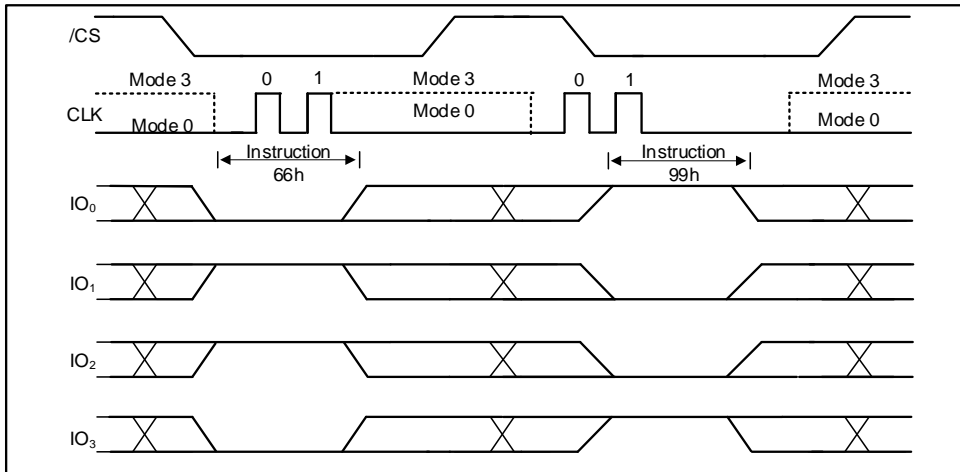 /CS
Mode 3 0 1 Mode 3 0 1 Mode 3
CLK Mode 0 Mode 0 Mode 0
Instruction Instruction
66h 99h
IO₀
IO₁
IO₂
IO₃